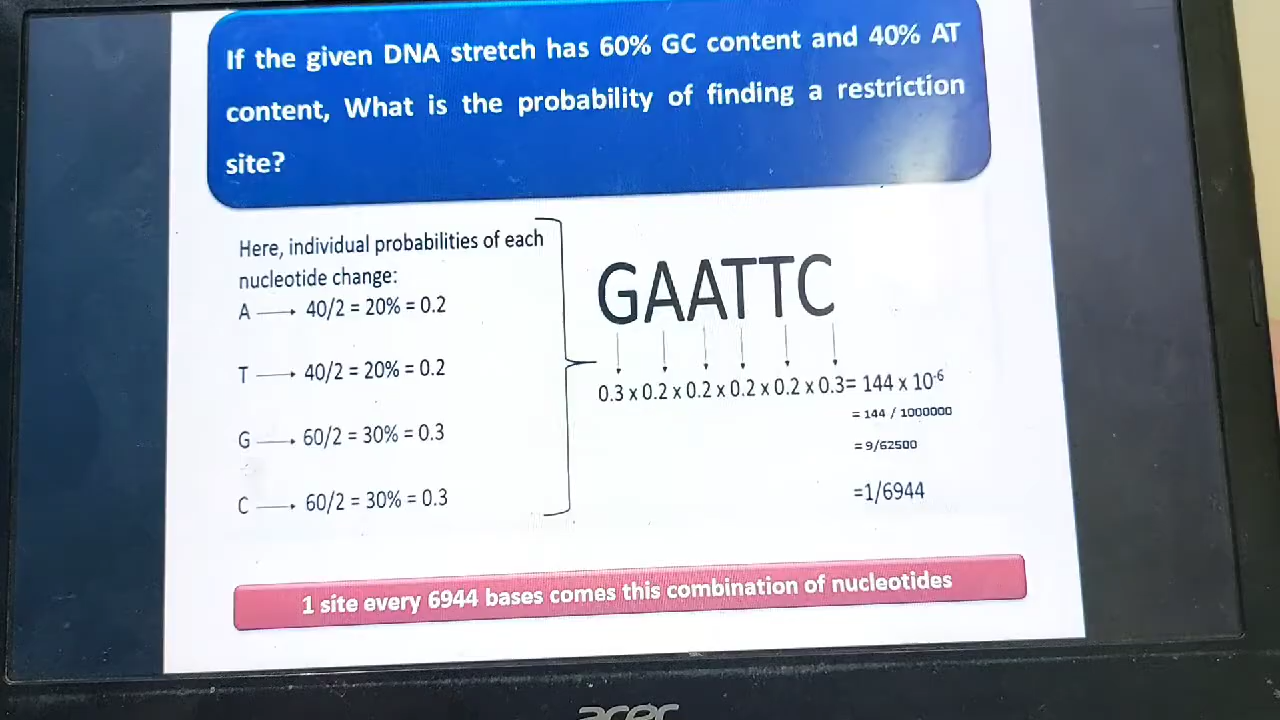 If the given DNA stretch has 60% GC content and 40% AT
content, What is the probability of finding a restriction
site?
Here, individual probabilities of each
nucleotide change:
A → 40/2 = 20% = 0.2
T → 40/2 = 20% = 0.2
G → 60/2 = 30% = 0.3
C → 60/2 = 30% = 0.3
GAATTC
0.3 x 0.2 x 0.2 x 0.2 x 0.2 x 0.3= 144 x 10⁻⁶
= 144 / 1000000
= 9/62500
=1/6944
1 site every 6944 bases comes this combination of nucleotides
acer